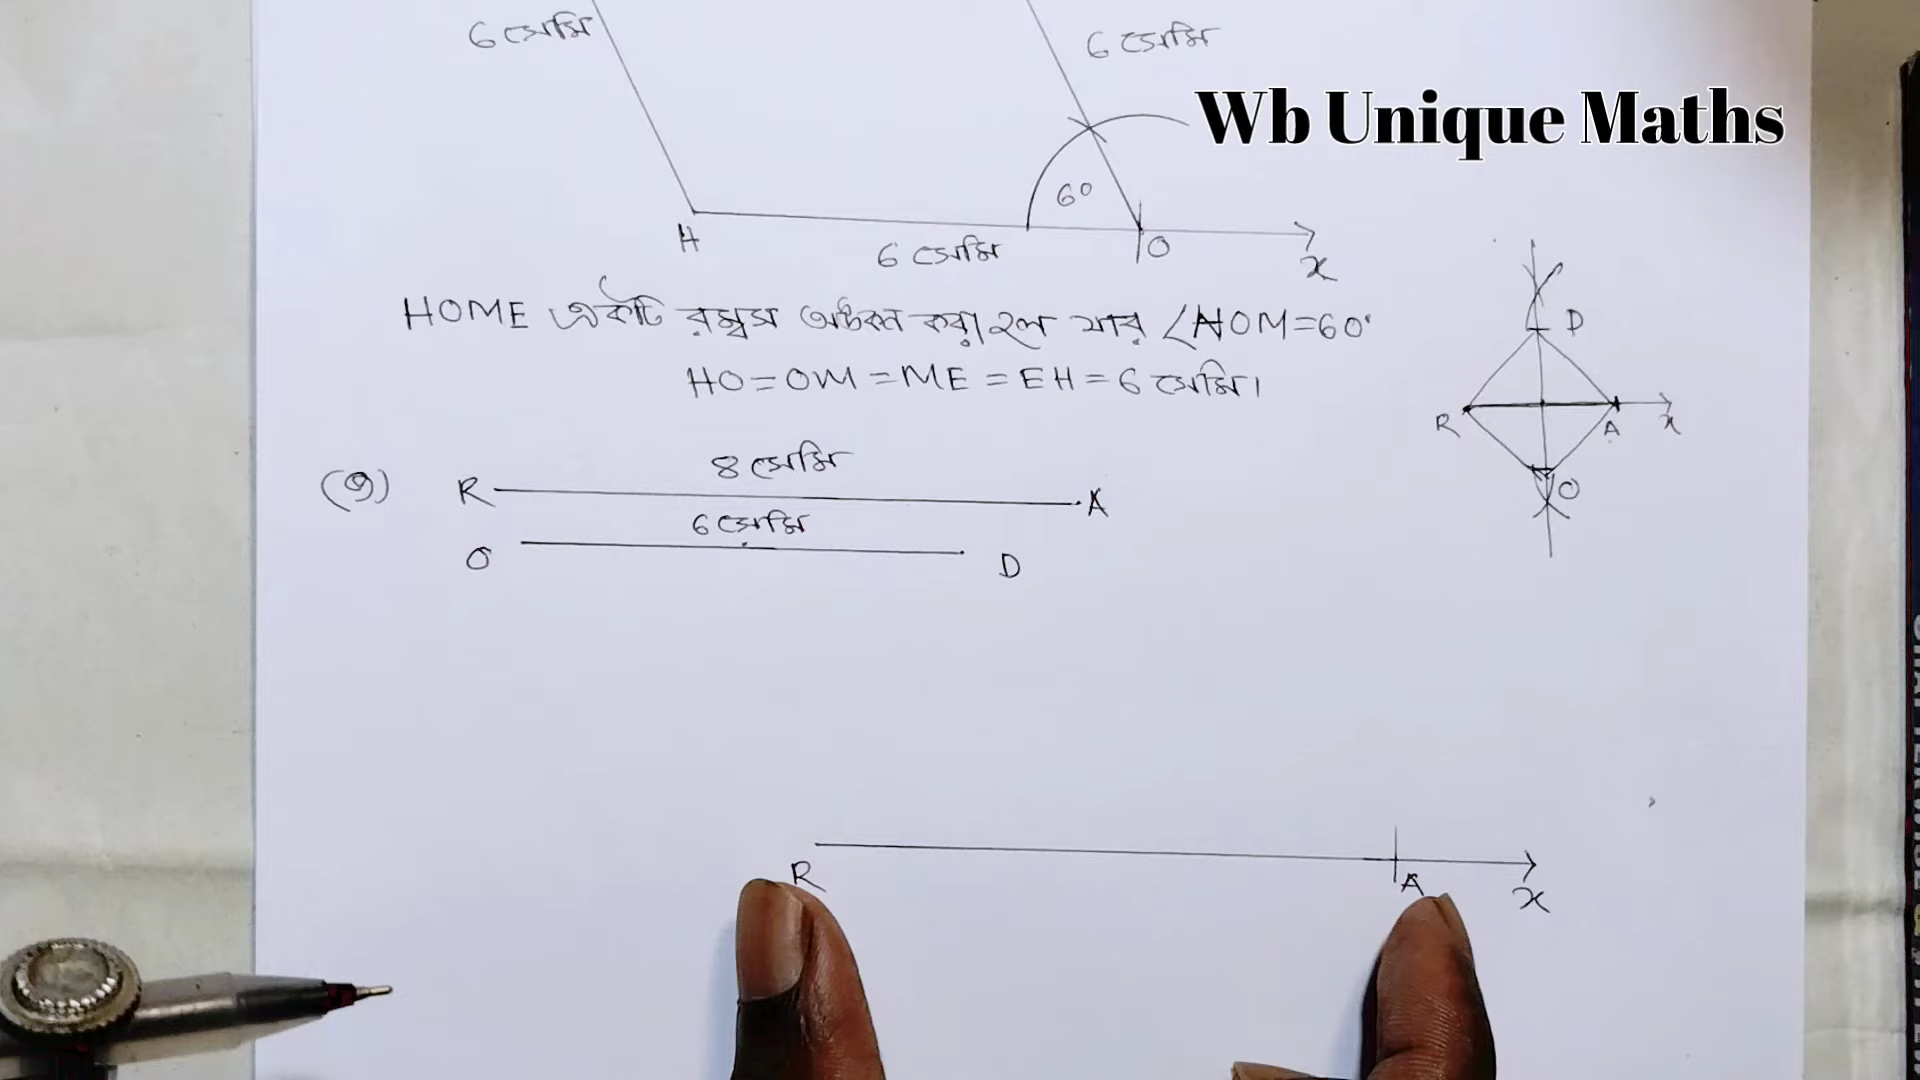 6 সেমি
6 সেমি
Wb Unique Maths
60
H
6 সেমি
O
x
HOME একটি রম্বস অঙ্কন করা হল যার ∠HOM=60°
HO=OM=ME=EH=6 সেমি।
D
R
A
x
O
8 সেমি
(গ) R A
6 সেমি
O D
R A
x